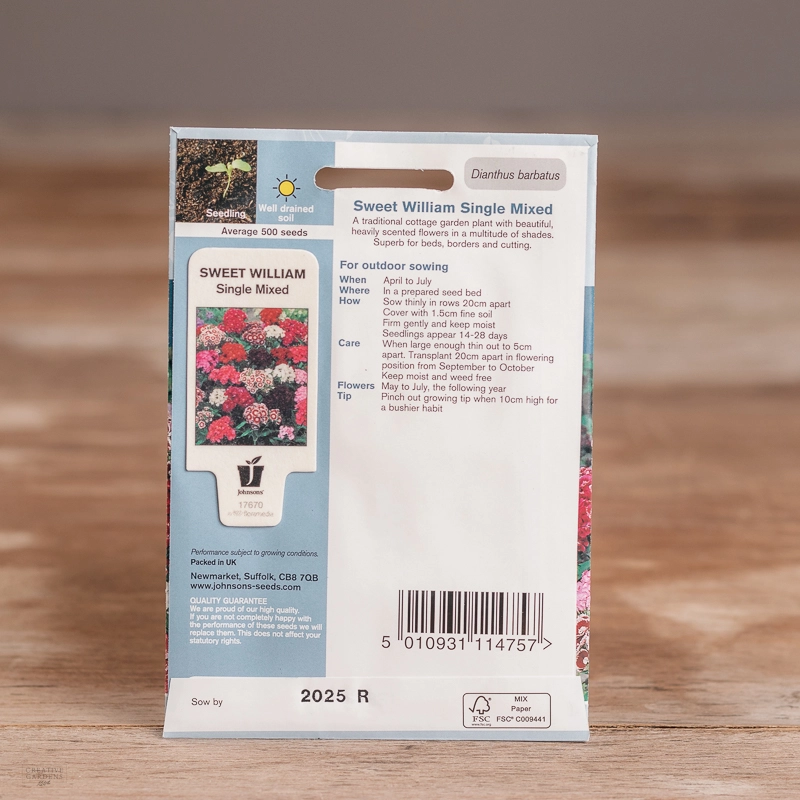 Dianthus barbatus
Seedling
Well drained
soil
Average 500 seeds
Sweet William Single Mixed
A traditional cottage garden plant with beautiful,
heavily scented flowers in a multitude of shades.
Superb for beds, borders and cutting.
For outdoor sowing
When April to July
Where In a prepared seed bed
How Sow thinly in rows 20cm apart
Cover with 1.5cm fine soil
Firm gently and keep moist
Seedlings appear 14-28 days
Care When large enough thin out to 5cm
apart. Transplant 20cm apart in flowering
position from September to October
Keep moist and weed free
Flowers May to July, the following year
Tip Pinch out growing tip when 10cm high for
a bushier habit
SWEET WILLIAM
Single Mixed
Johnsons
17670
Performance subject to growing conditions.
Packed in UK
Newmarket, Suffolk, CB8 7QB
www.johnsons-seeds.com
QUALITY GUARANTEE
We are proud of our high quality.
If you are not completely happy with
the performance of these seeds we will
replace them. This does not affect your
statutory rights.
5 010931 114757 >
Sow by 2025 R
FSC
www.fsc.org
MIX
Paper
FSC® C009441
CREATIVE
GARDENS